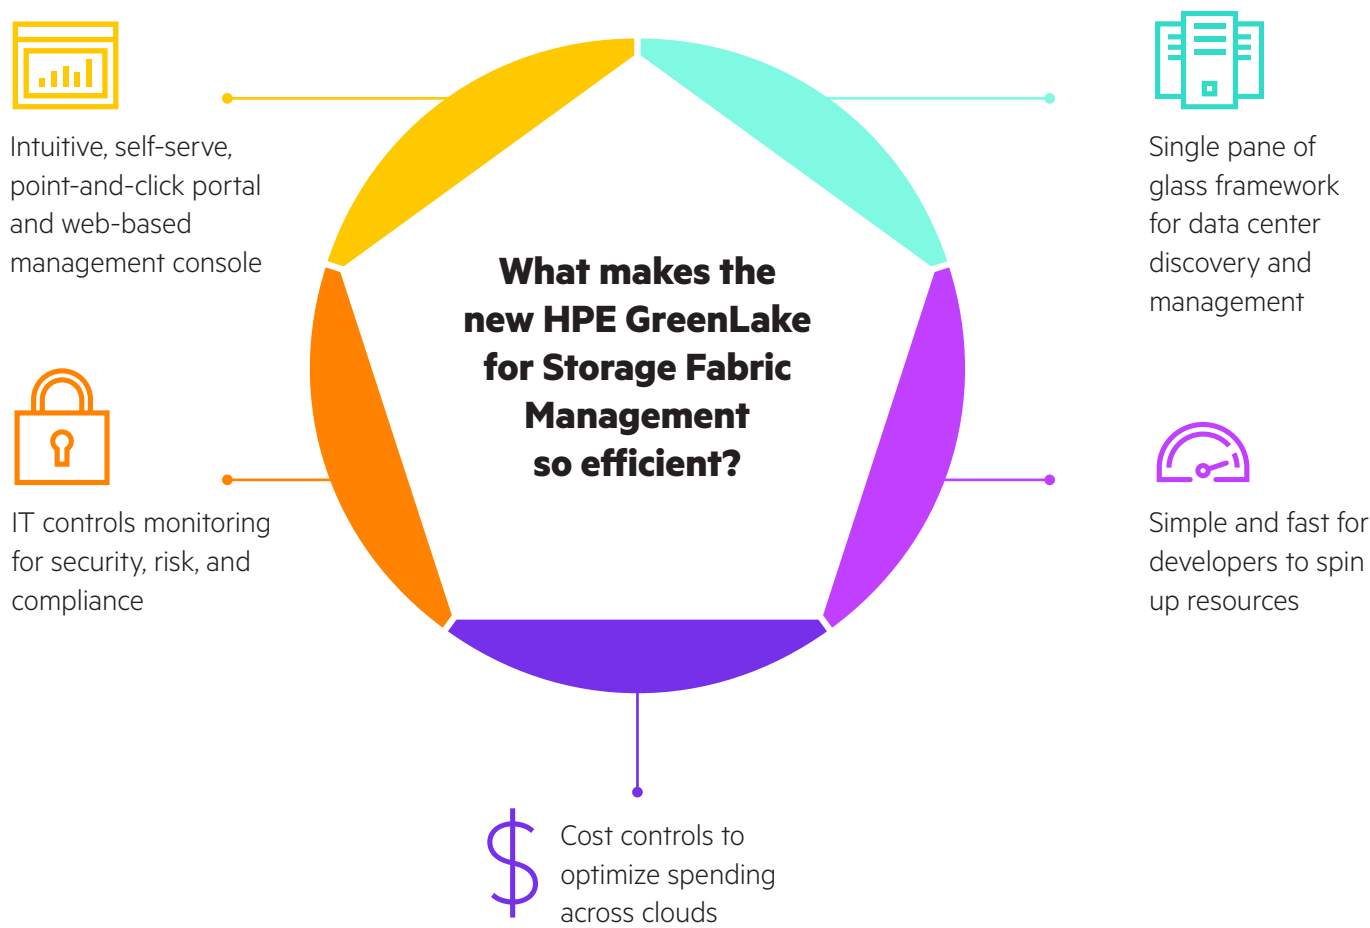 Intuitive, self-serve,
point-and-click portal
and web-based
management console
Single pane of
glass framework
for data center
discovery and
management
What makes the
new HPE GreenLake
for Storage Fabric
Management
so efficient?
IT controls monitoring
for security, risk, and
compliance
Simple and fast for
developers to spin
up resources
Cost controls to
optimize spending
across clouds